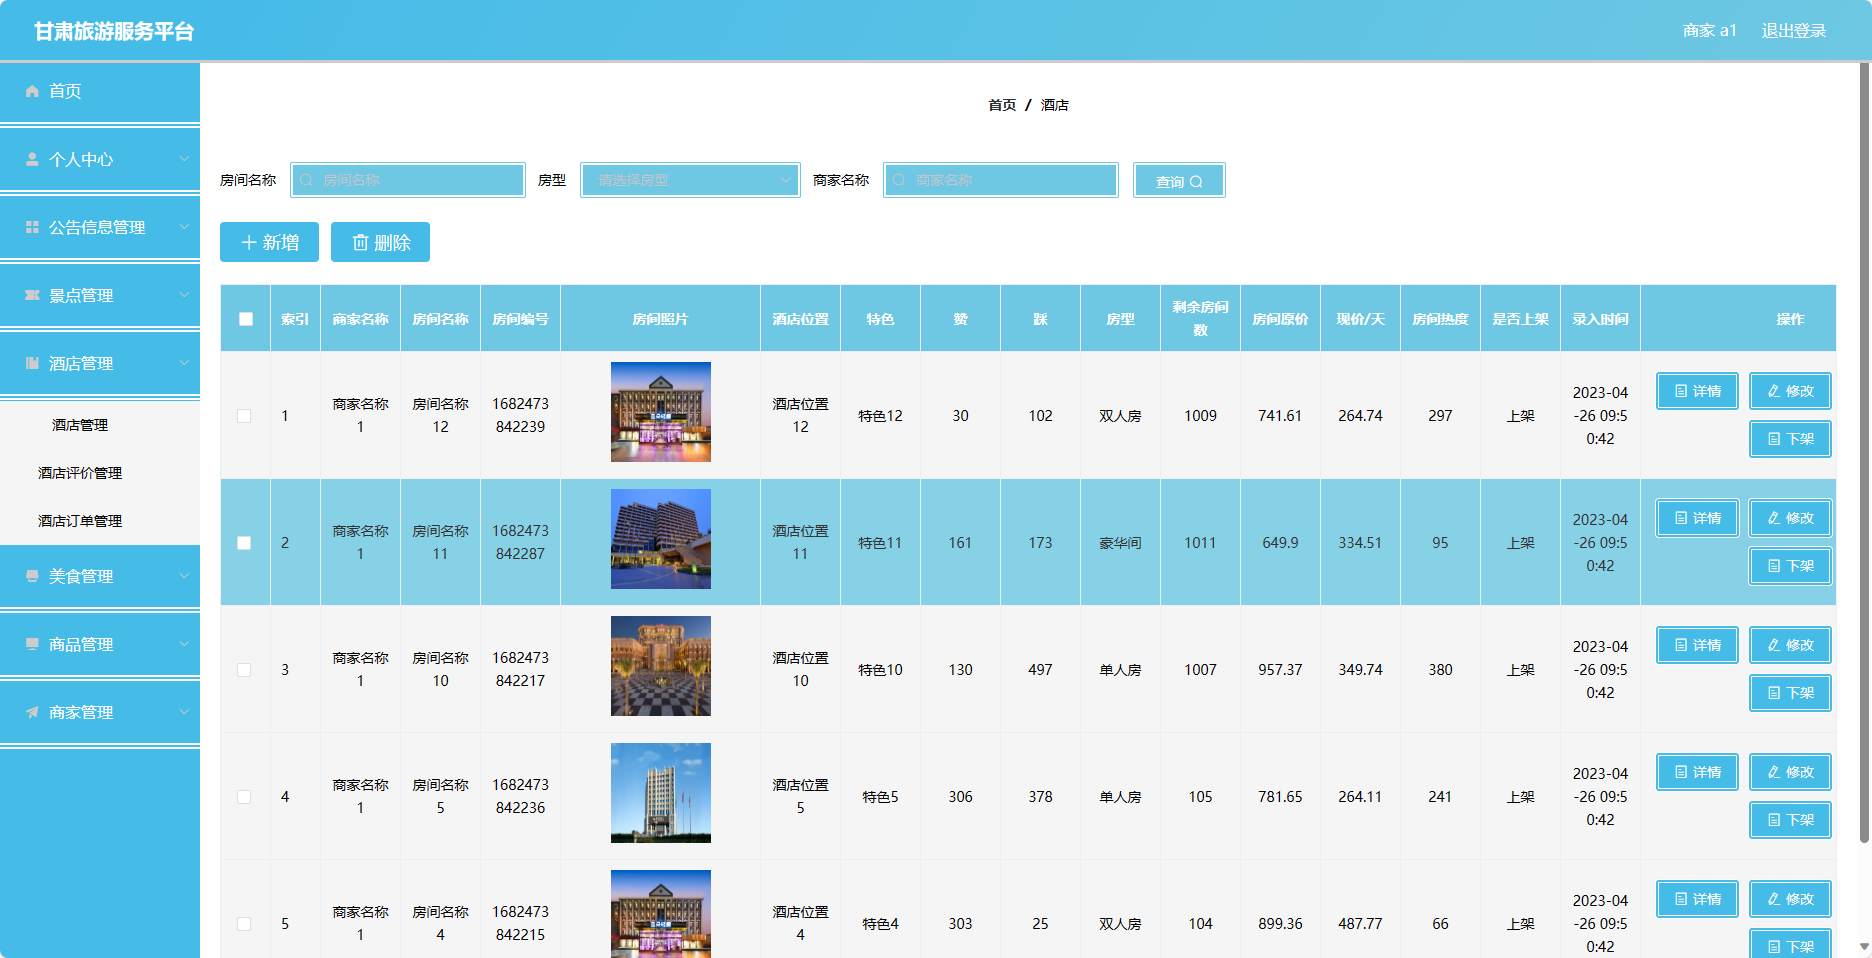 甘肃旅游服务平台
商家 a1 退出登录
首页
个人中心
公告信息管理
景点管理
酒店管理
酒店管理
酒店评价管理
酒店订单管理
美食管理
商品管理
商家管理
首页 / 酒店
房间名称 房间名称 房型 请选择房型 商家名称 商家名称 查询
新增 删除
索引 商家名称 房间名称 房间编号 房间照片 酒店位置 特色 赞 踩 房型 剩余房间数 房间原价 现价/天 房间热度 是否上架 录入时间 操作
1 商家名称1 房间名称12 1682473842239 酒店位置12 特色12 30 102 双人房 1009 741.61 264.74 297 上架 2023-04-26 09:50:42 详情 修改 下架
2 商家名称1 房间名称11 1682473842287 酒店位置11 特色11 161 173 豪华间 1011 649.9 334.51 95 上架 2023-04-26 09:50:42 详情 修改 下架
3 商家名称1 房间名称10 1682473842217 酒店位置10 特色10 130 497 单人房 1007 957.37 349.74 380 上架 2023-04-26 09:50:42 详情 修改 下架
4 商家名称1 房间名称5 1682473842236 酒店位置5 特色5 306 378 单人房 105 781.65 264.11 241 上架 2023-04-26 09:50:42 详情 修改 下架
5 商家名称1 房间名称4 1682473842215 酒店位置4 特色4 303 25 双人房 104 899.36 487.77 66 上架 2023-04-26 09:50:42 详情 修改 下架